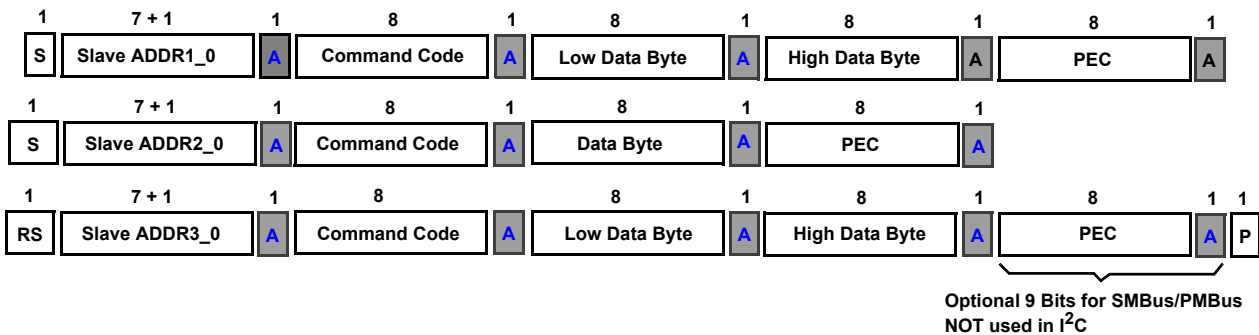 1 7 + 1 1 8 1 8 1 8 1 8 1
S Slave ADDR1_0 A Command Code A Low Data Byte A High Data Byte A PEC A
1 7 + 1 1 8 1 8 1 8 1
S Slave ADDR2_0 A Command Code A Data Byte A PEC A
1 7 + 1 1 8 1 8 1 8 1 8 1 1
RS Slave ADDR3_0 A Command Code A Low Data Byte A High Data Byte A PEC A P
Optional 9 Bits for SMBus/PMBus
NOT used in I²C